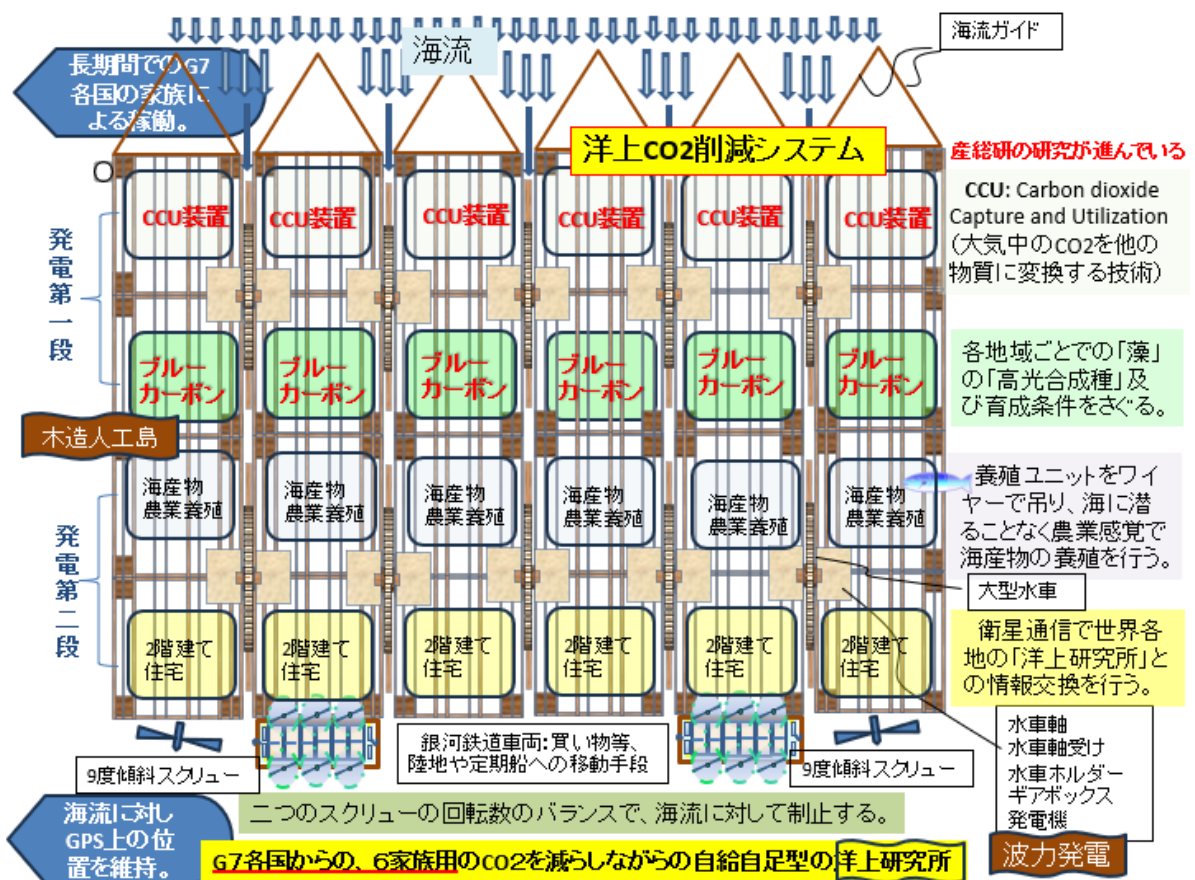 海流
海流ガイド
長期間でのG7
各国の家族に
よる稼働。
洋上CO2削減システム
産総研の研究が進んでいる
CCU装置
CCU装置
CCU装置
CCU装置
CCU装置
CCU装置
CCU: Carbon dioxide
Capture and Utilization
(大気中のCO2を他の
物質に変換する技術)
発電第一段
ブルー
カーボン
ブルー
カーボン
ブルー
カーボン
ブルー
カーボン
ブルー
カーボン
ブルー
カーボン
各地域ごとでの「藻」
の「高光合成種」及
び育成条件をさぐる。
木造人工島
海産物
農業養殖
海産物
農業養殖
海産物
農業養殖
海産物
農業養殖
海産物
農業養殖
海産物
農業養殖
養殖ユニットをワイ
ヤーで吊り、海に潜
ることなく農業感覚で
海産物の養殖を行う。
発電第二段
大型水車
2階建て
住宅
2階建て
住宅
2階建て
住宅
2階建て
住宅
2階建て
住宅
2階建て
住宅
衛星通信で世界各
地の「洋上研究所」と
の情報交換を行う。
水車軸
水車軸受け
水車ホルダー
ギアボックス
発電機
9度傾斜スクリュー
銀河鉄道車両:買い物等、
陸地や定期船への移動手段
9度傾斜スクリュー
海流に対し
GPS上の位
置を維持。
二つのスクリューの回転数のバランスで、海流に対して制止する。
波力発電
G7各国からの、6家族用のCO2を減らしながらの自給自足型の洋上研究所